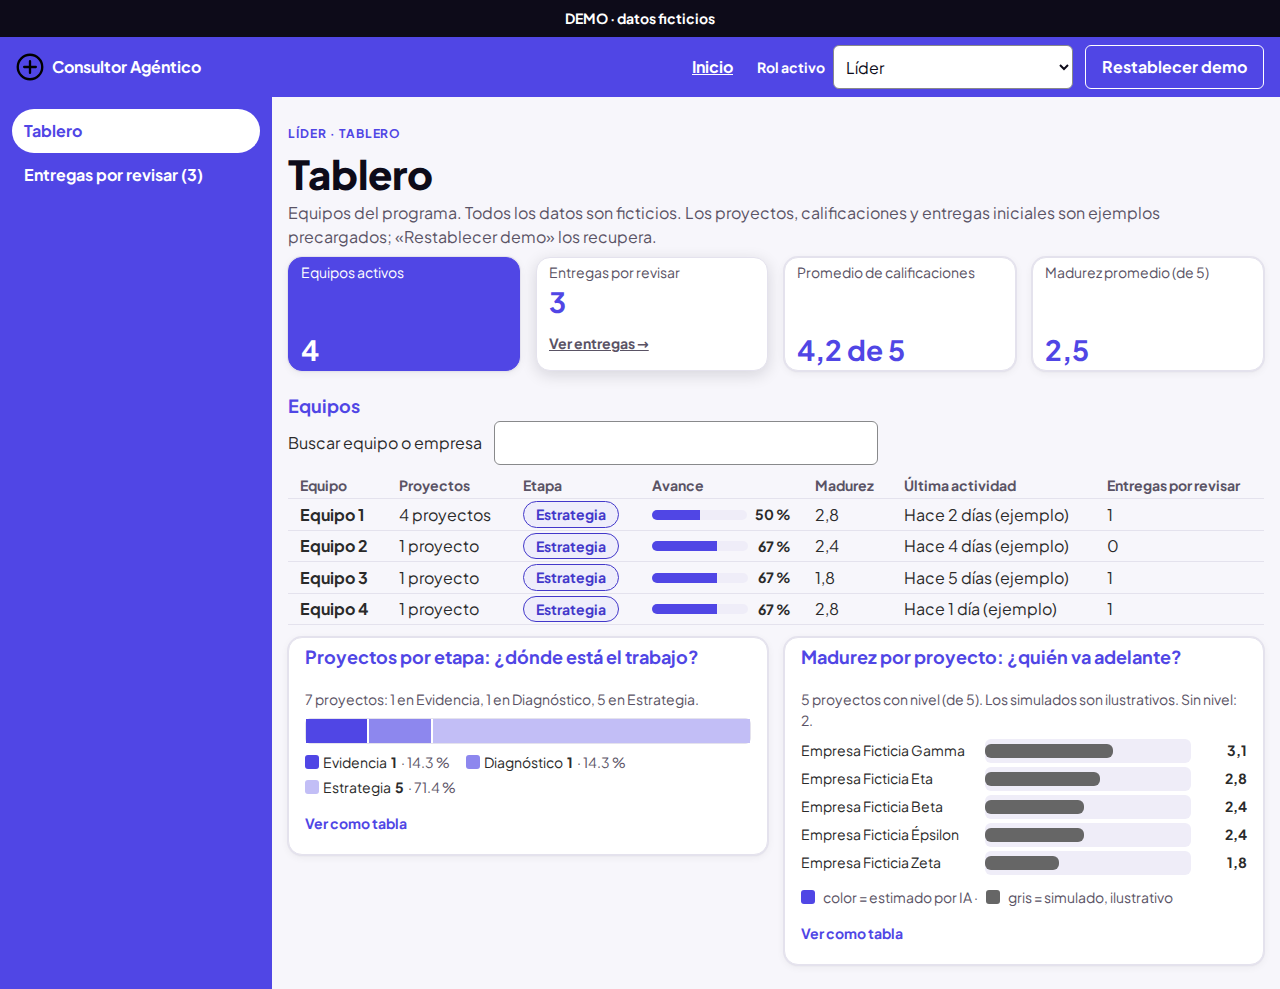 DEMO · datos ficticios
Consultor Agéntico
Inicio
Rol activo
Líder
Restablecer demo
Tablero
Entregas por revisar (3)
LÍDER · TABLERO
Tablero
Equipos del programa. Todos los datos son ficticios. Los proyectos, calificaciones y entregas iniciales son ejemplos
precargados; «Restablecer demo» los recupera.
Equipos activos
4
Entregas por revisar
3
Ver entregas →
Promedio de calificaciones
4,2 de 5
Madurez promedio (de 5)
2,5
Equipos
Buscar equipo o empresa
Equipo Proyectos Etapa Avance Madurez Última actividad Entregas por revisar
Equipo 1 4 proyectos Estrategia 50 % 2,8 Hace 2 días (ejemplo) 1
Equipo 2 1 proyecto Estrategia 67 % 2,4 Hace 4 días (ejemplo) 0
Equipo 3 1 proyecto Estrategia 67 % 1,8 Hace 5 días (ejemplo) 1
Equipo 4 1 proyecto Estrategia 67 % 2,8 Hace 1 día (ejemplo) 1
Proyectos por etapa: ¿dónde está el trabajo?
7 proyectos: 1 en Evidencia, 1 en Diagnóstico, 5 en Estrategia.
Evidencia 1 · 14.3 % Diagnóstico 1 · 14.3 %
Estrategia 5 · 71.4 %
Ver como tabla
Madurez por proyecto: ¿quién va adelante?
5 proyectos con nivel (de 5). Los simulados son ilustrativos. Sin nivel:
2.
Empresa Ficticia Gamma 3,1
Empresa Ficticia Eta 2,8
Empresa Ficticia Beta 2,4
Empresa Ficticia Épsilon 2,4
Empresa Ficticia Zeta 1,8
color = estimado por IA · gris = simulado, ilustrativo
Ver como tabla